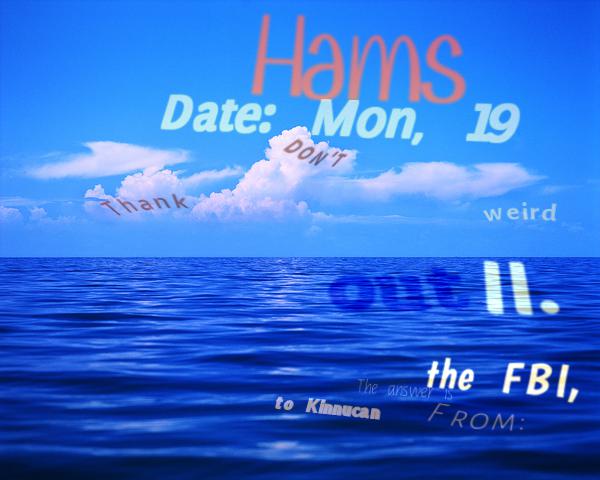 Hams
Date: Mon, 19
DON'T
Thank
weird
out II.
the FBI,
The answer is
to Kinnucan
FROM: